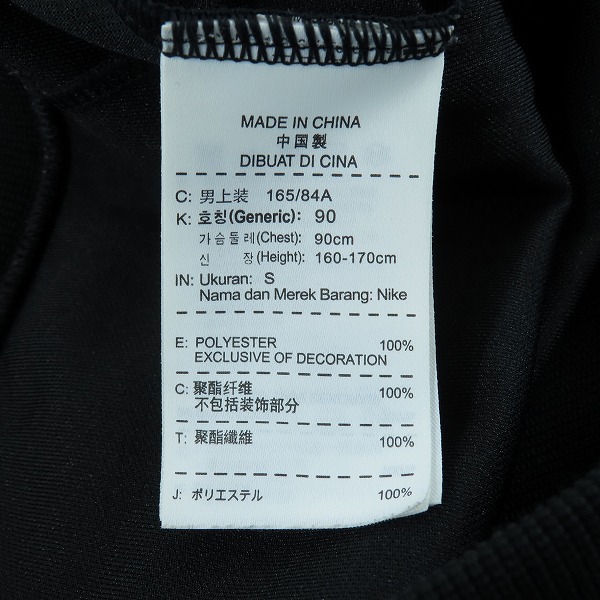 MADE IN CHINA
中国製
DIBUAT DI CINA
C: 男上装 165/84A
K: 호칭(Generic): 90
가슴둘레(Chest): 90cm
신 장(Height): 160-170cm
IN: Ukuran: S
Nama dan Merek Barang: Nike
E: POLYESTER 100%
EXCLUSIVE OF DECORATION
C: 聚酯纤维 100%
不包括装饰部分
T: 聚酯纖維 100%
J: ポリエステル 100%